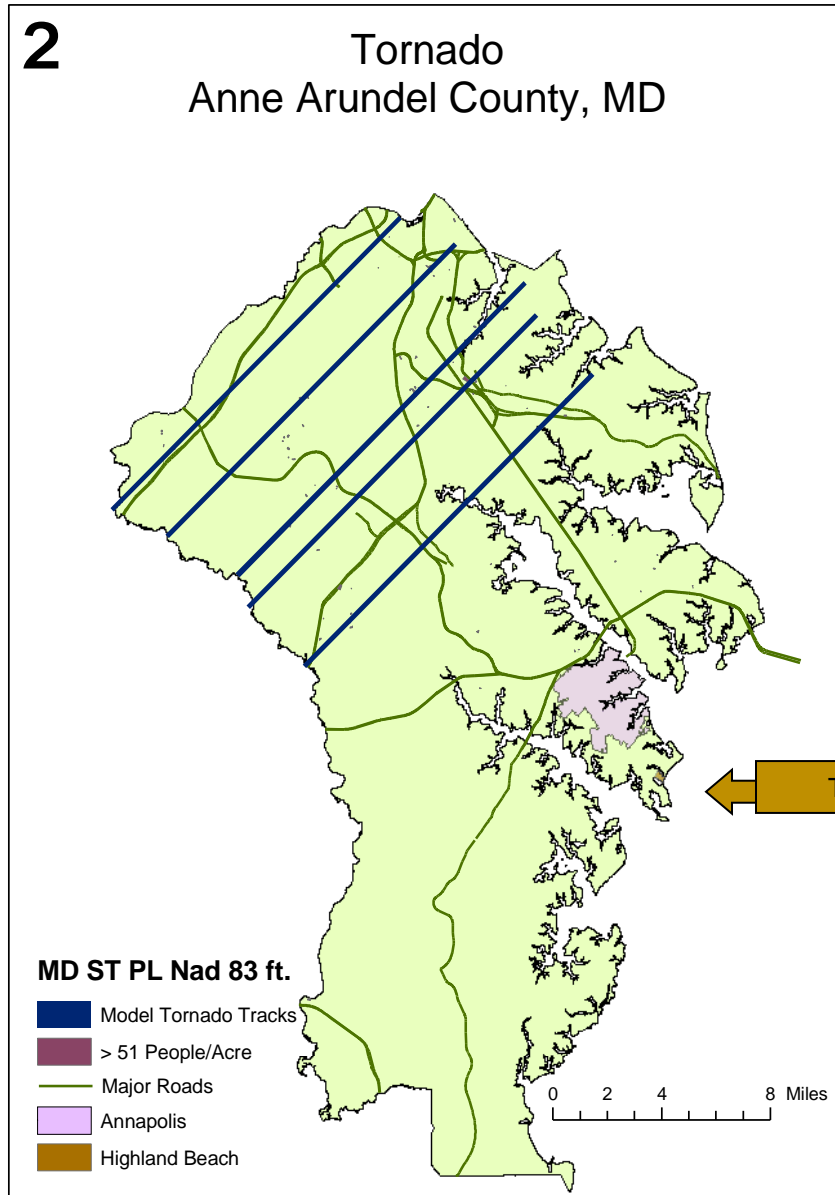 2
Tornado
Anne Arundel County, MD
MD ST PL Nad 83 ft.
Model Tornado Tracks
> 51 People/Acre
Major Roads
Annapolis
Highland Beach
0 2 4 8 Miles